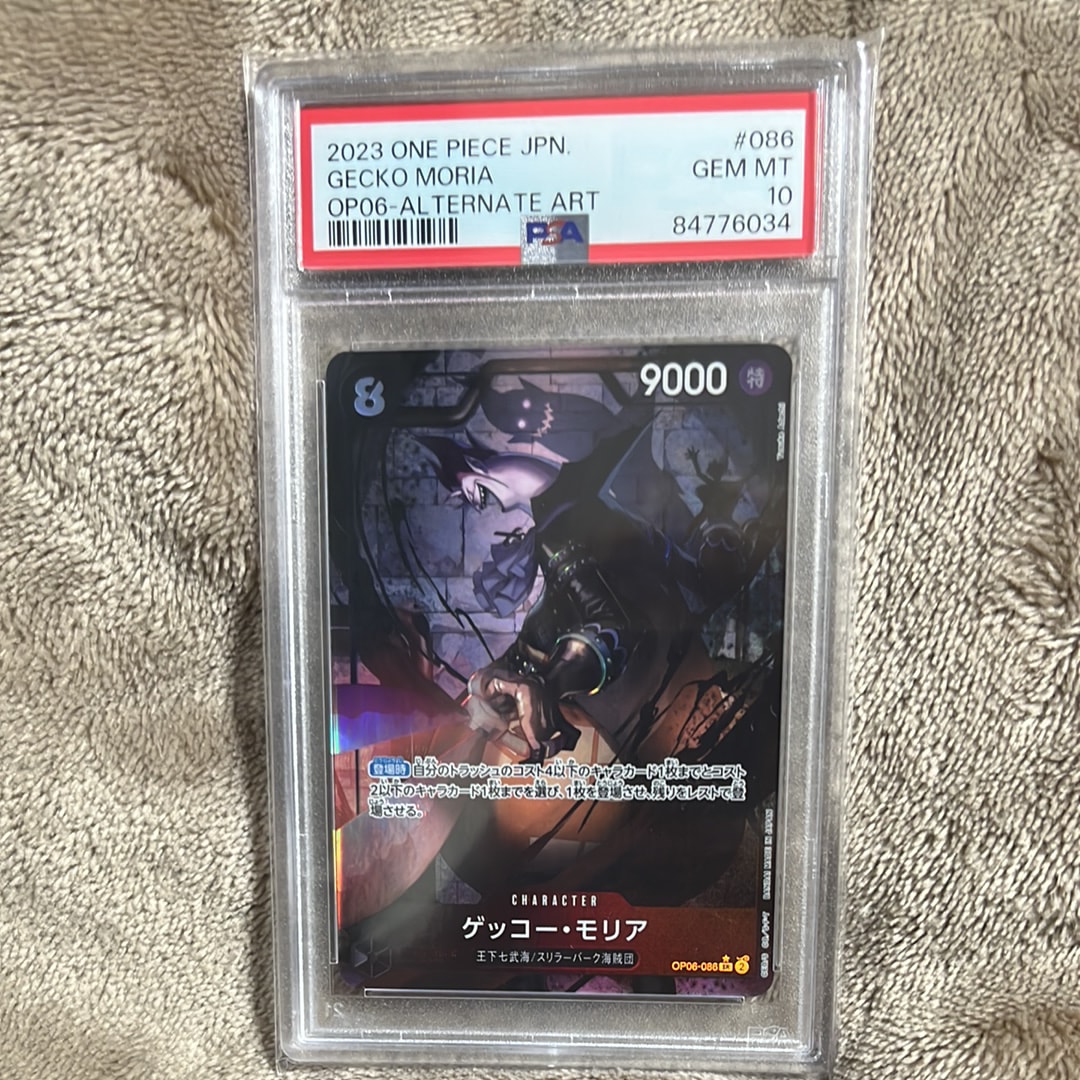 2023 ONE PIECE JPN.
#086
GECKO MORIA
GEM MT
OP06-ALTERNATE ART
10
PSA
84776034
8
9000
特
登場時 自分のトラッシュのコスト4以下のキャラカード1枚までとコスト
2以下のキャラカード1枚までを選び、1枚を登場させ、残りをレストで登
場させる。
CHARACTER
ゲッコー・モリア
王下七武海/スリラーバーク海賊団
OP06-086 SR 2
PSA